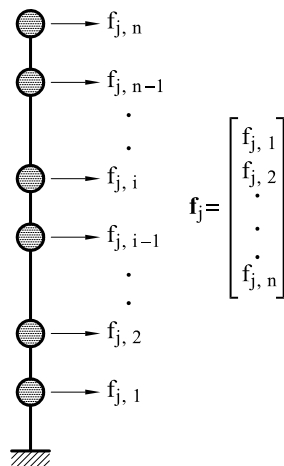 f_{j, n}
f_{j, n-1}
.
.
f_{j, i}
f_{j, i-1}
.
.
f_{j, 2}
f_{j, 1}
f_j = [ f_{j, 1}
f_{j, 2}
.
.
f_{j, n} ]